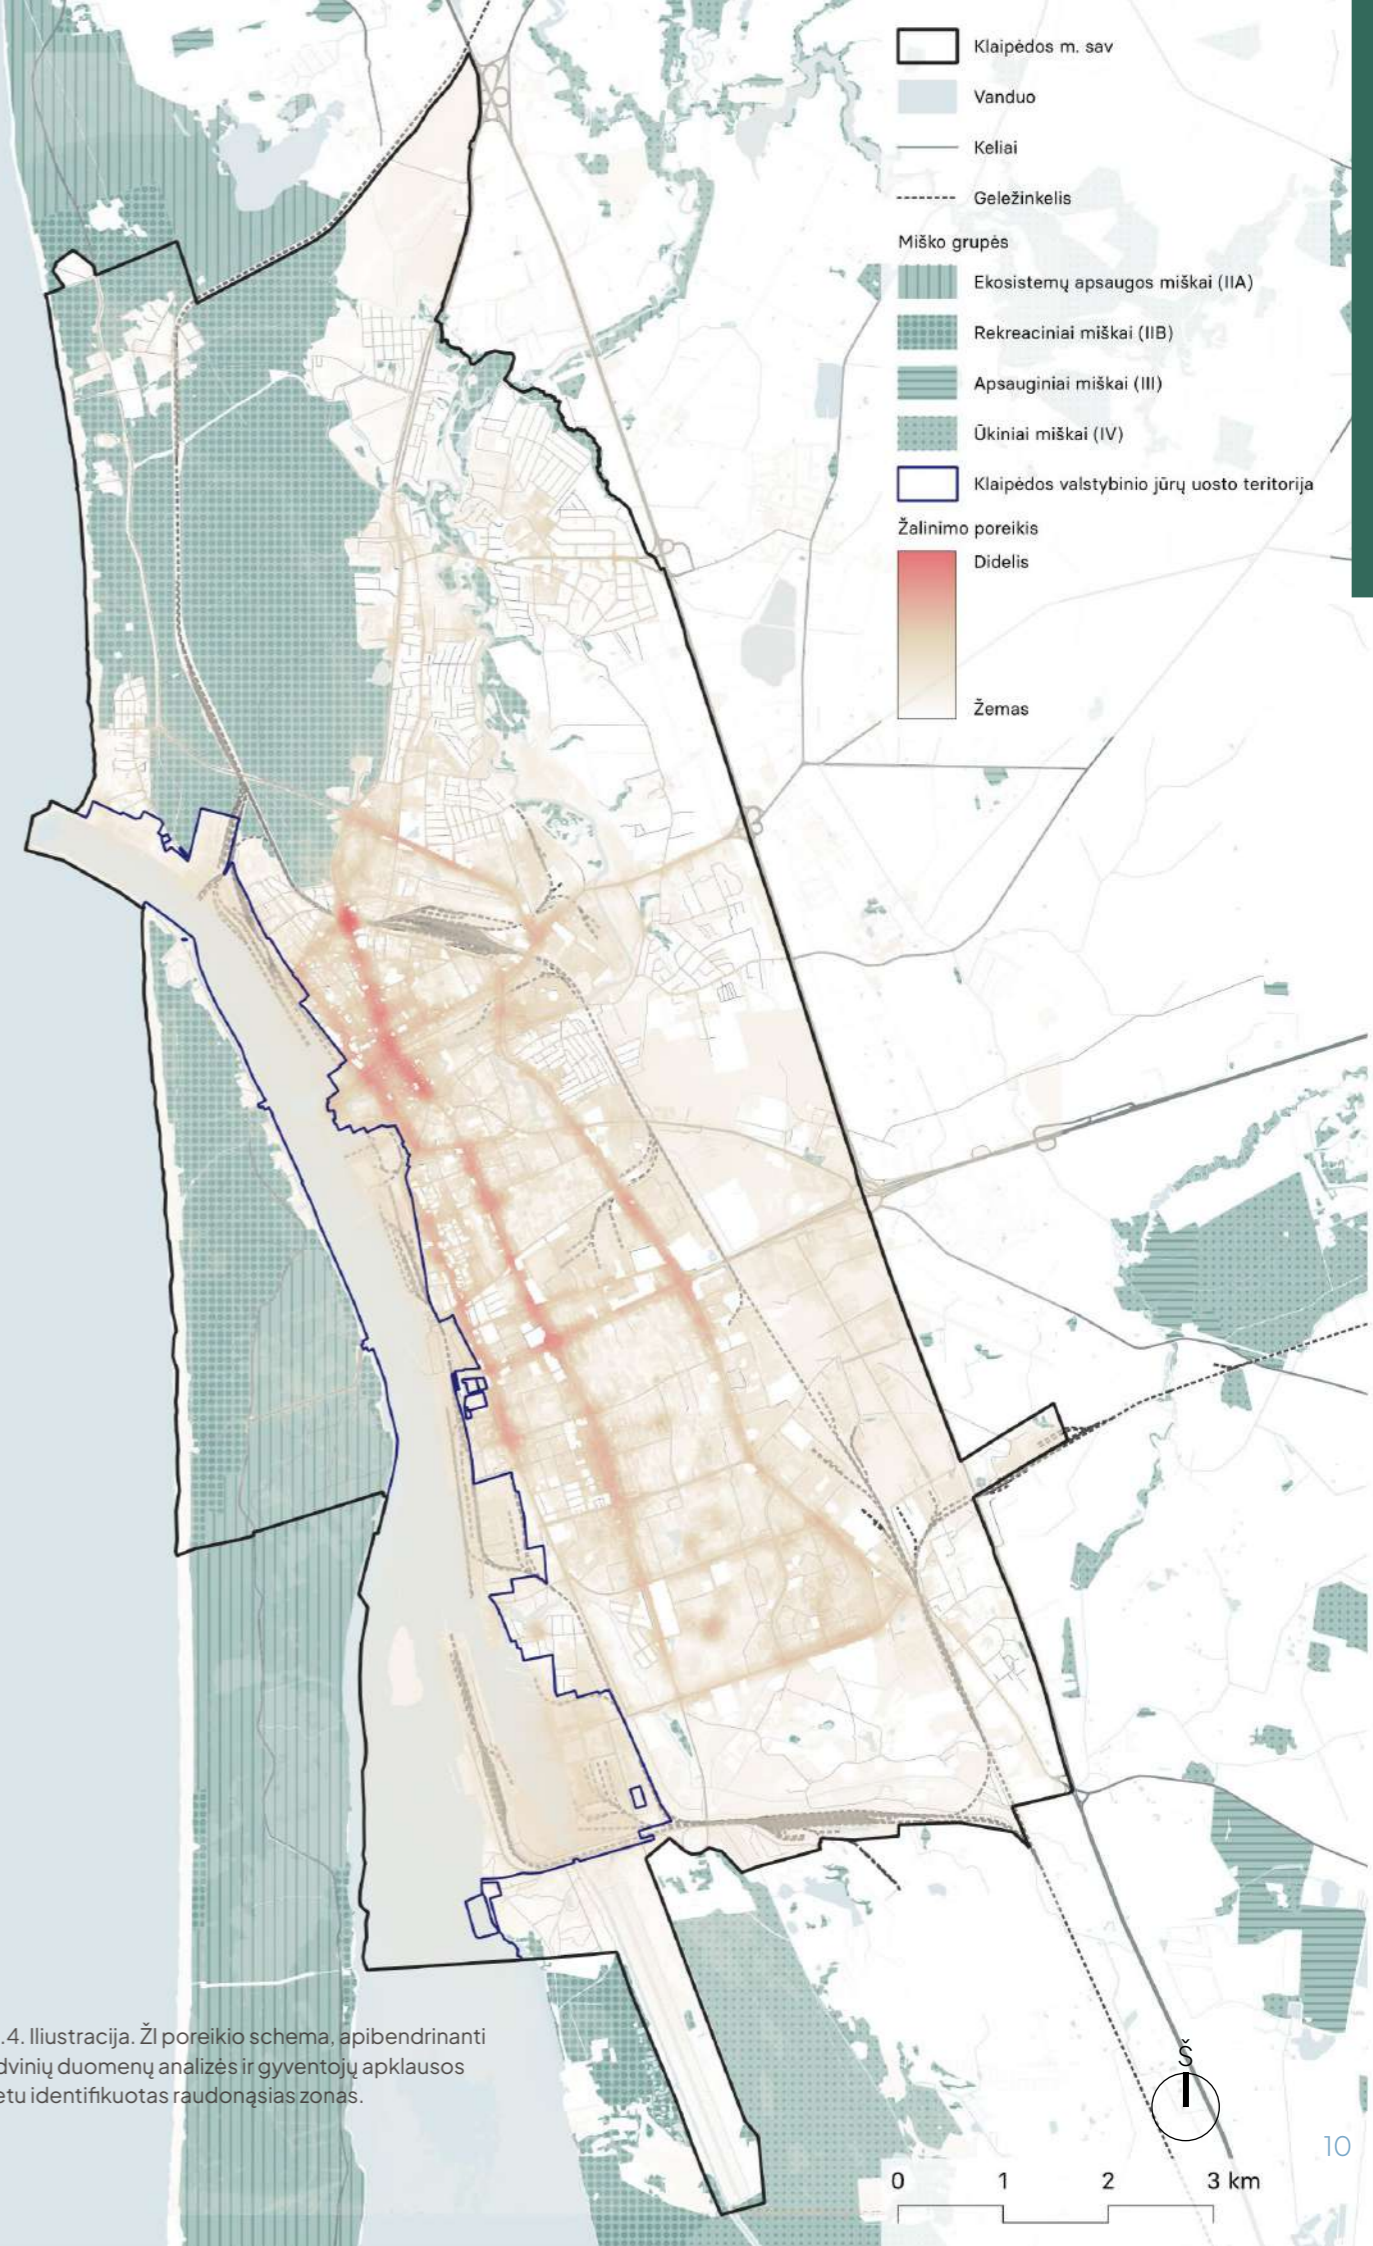 Klaipėdos m. sav
Vanduo
Keliai
Geležinkelis
Miško grupės
Ekosistemų apsaugos miškai (IIA)
Rekreaciniai miškai (IIB)
Apsauginiai miškai (III)
Ūkiniai miškai (IV)
Klaipėdos valstybinio jūrų uosto teritorija
Žalinimo poreikis
Didelis
Žemas
.4. Iliustracija. ŽI poreikio schema, apibendrinanti
dvinių duomenų analizės ir gyventojų apklausos
etu identifikuotas raudonąsias zonas.
Š
10
0 1 2 3 km